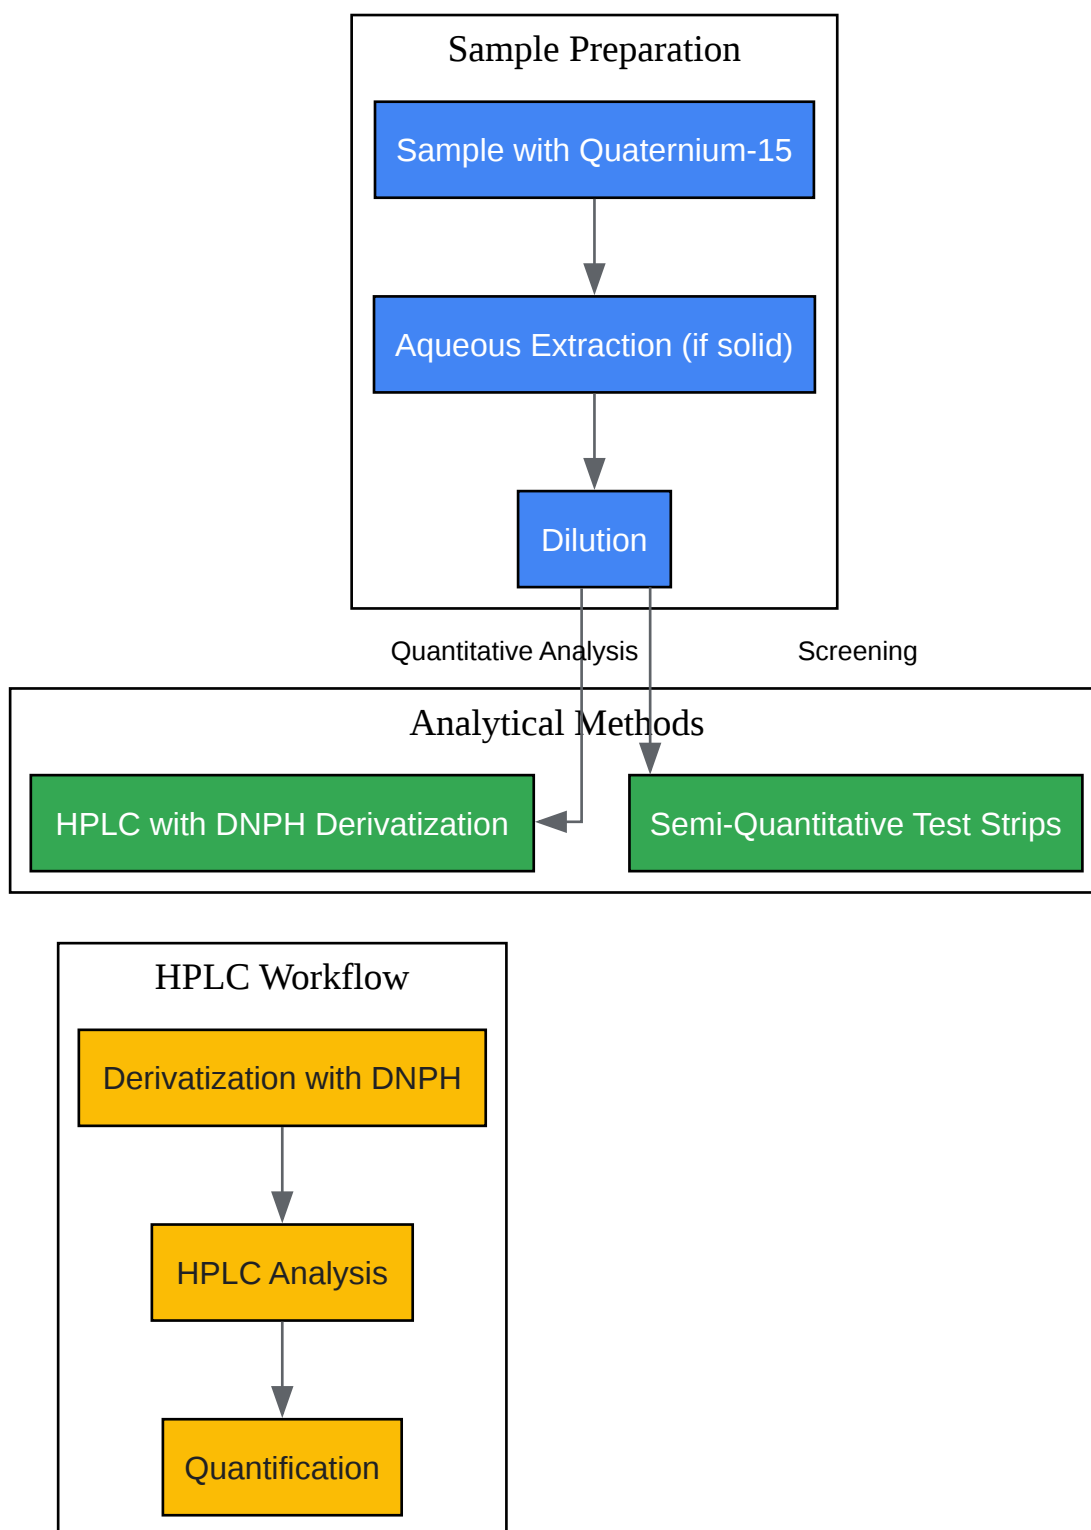 Sample Preparation
Sample with Quaternium-15
Aqueous Extraction (if solid)
Dilution
Quantitative Analysis
Screening
Analytical Methods
HPLC with DNPH Derivatization
Semi-Quantitative Test Strips
HPLC Workflow
Derivatization with DNPH
HPLC Analysis
Quantification